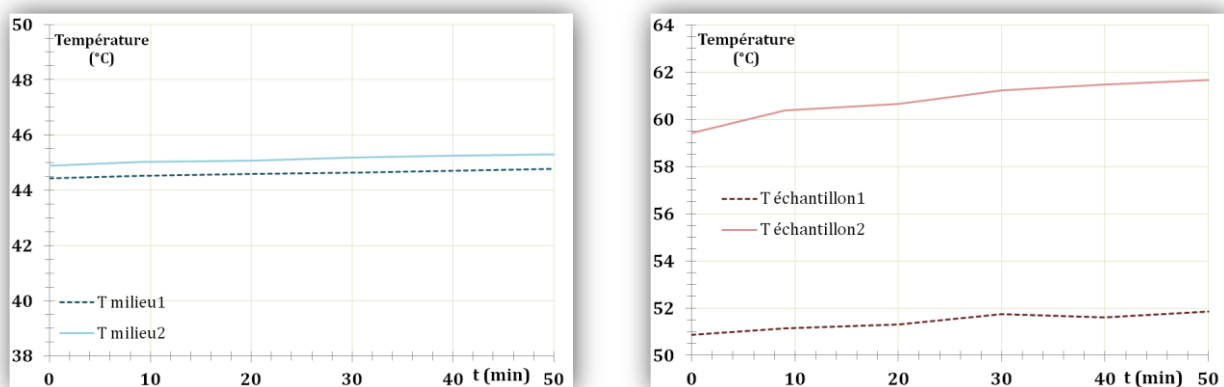 50
48
46
44
42
40
38
Température
(°C)
T milieu1
T milieu2
0
10
20
30
40
50
t (min)
64
62
60
58
56
54
52
50
Température
(°C)
T échantillon1
T échantillon2
0
10
20
30
40
50
t (min)